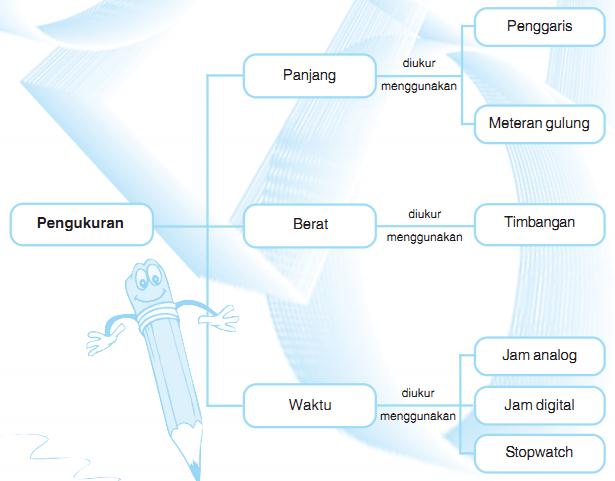 Pengukuran
Panjang
diukur
menggunakan
Penggaris
Meteran gulung
Berat
diukur
menggunakan
Timbangan
Waktu
diukur
menggunakan
Jam analog
Jam digital
Stopwatch